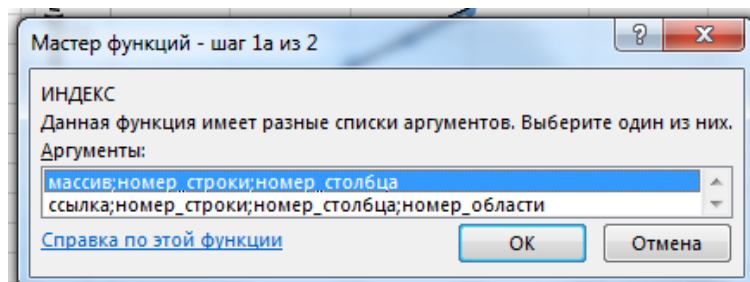 Мастер функций - шаг 1а из 2
?
ИНДЕКС
Данная функция имеет разные списки аргументов. Выберите один из них.
Аргументы:
массив;номер_строки;номер_столбца
ссылка;номер_строки;номер_столбца;номер_области
Справка по этой функции
ОК
Отмена